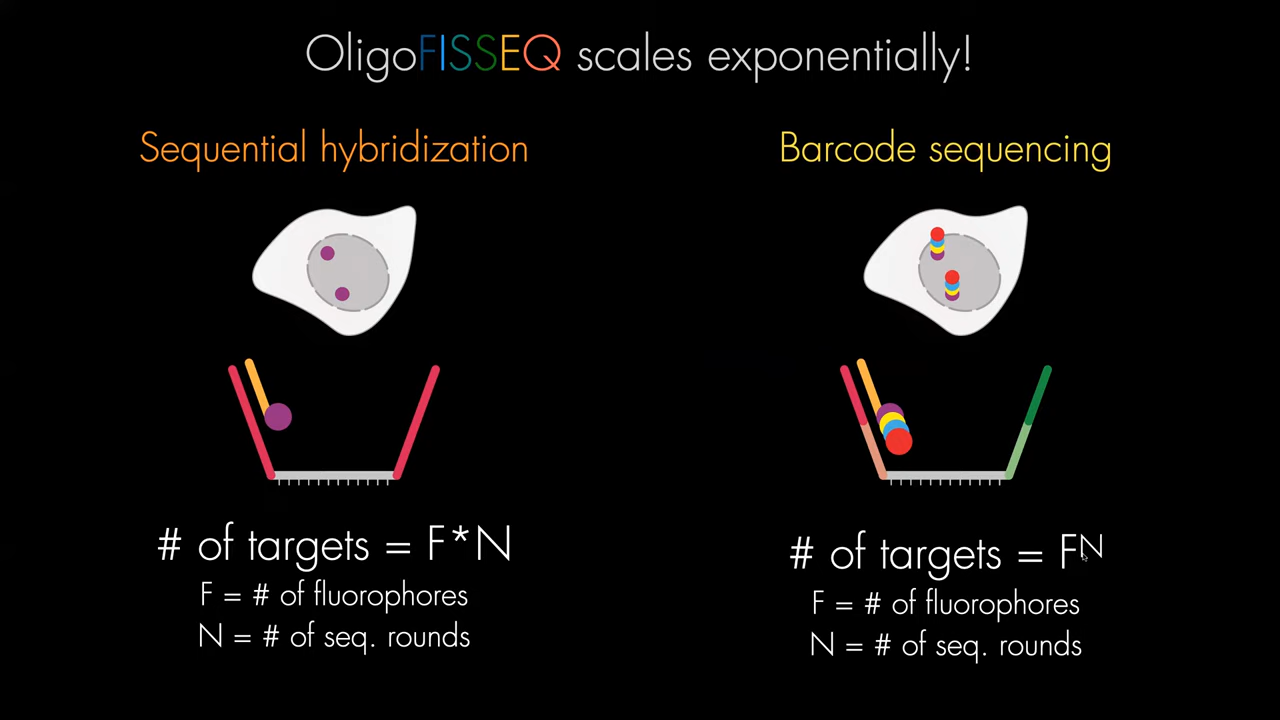 OligoFISSEQ scales exponentially!
Sequential hybridization
# of targets = F*N
F = # of fluorophores
N = # of seq. rounds
Barcode sequencing
# of targets = Fᴺ
F = # of fluorophores
N = # of seq. rounds